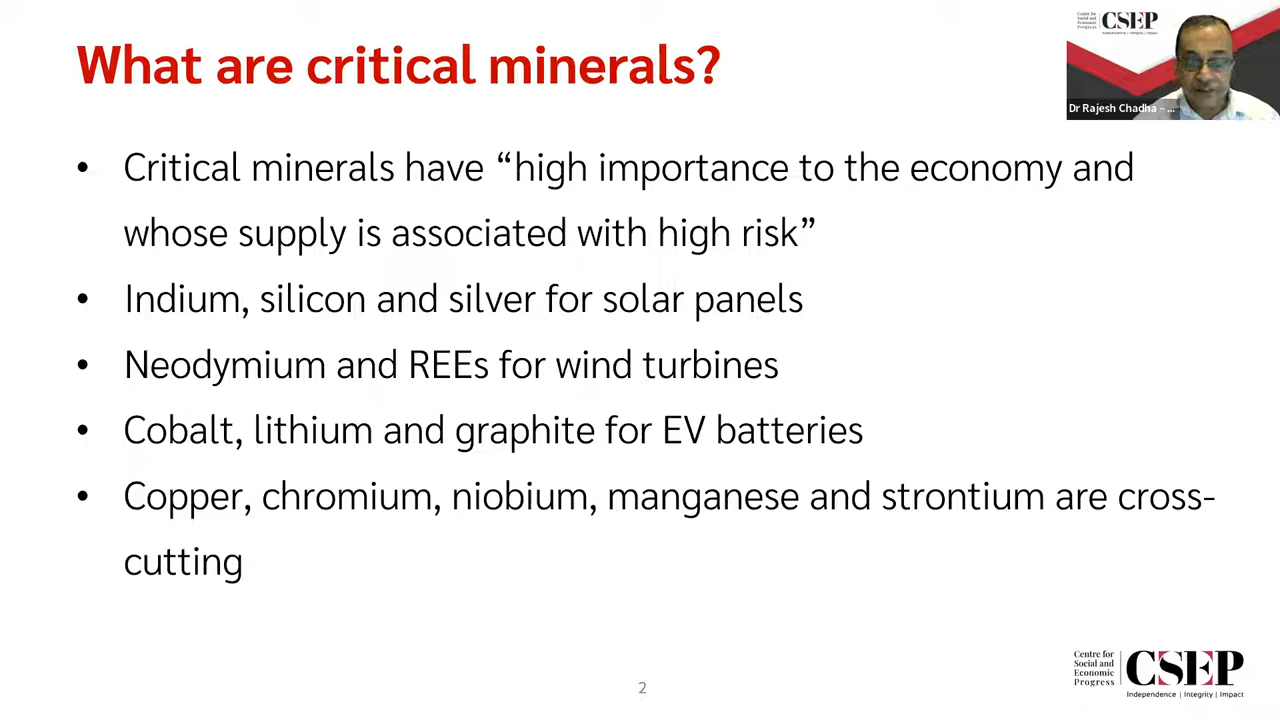 What are critical minerals?
Centre for
Social and
Economic
Progress
CSEP
Independence | Integrity | Impact
Dr Rajesh Chadha – ...
• Critical minerals have “high importance to the economy and
whose supply is associated with high risk”
• Indium, silicon and silver for solar panels
• Neodymium and REEs for wind turbines
• Cobalt, lithium and graphite for EV batteries
• Copper, chromium, niobium, manganese and strontium are cross-
cutting
2
Centre for
Social and
Economic
Progress
CSEP
Independence | Integrity | Impact